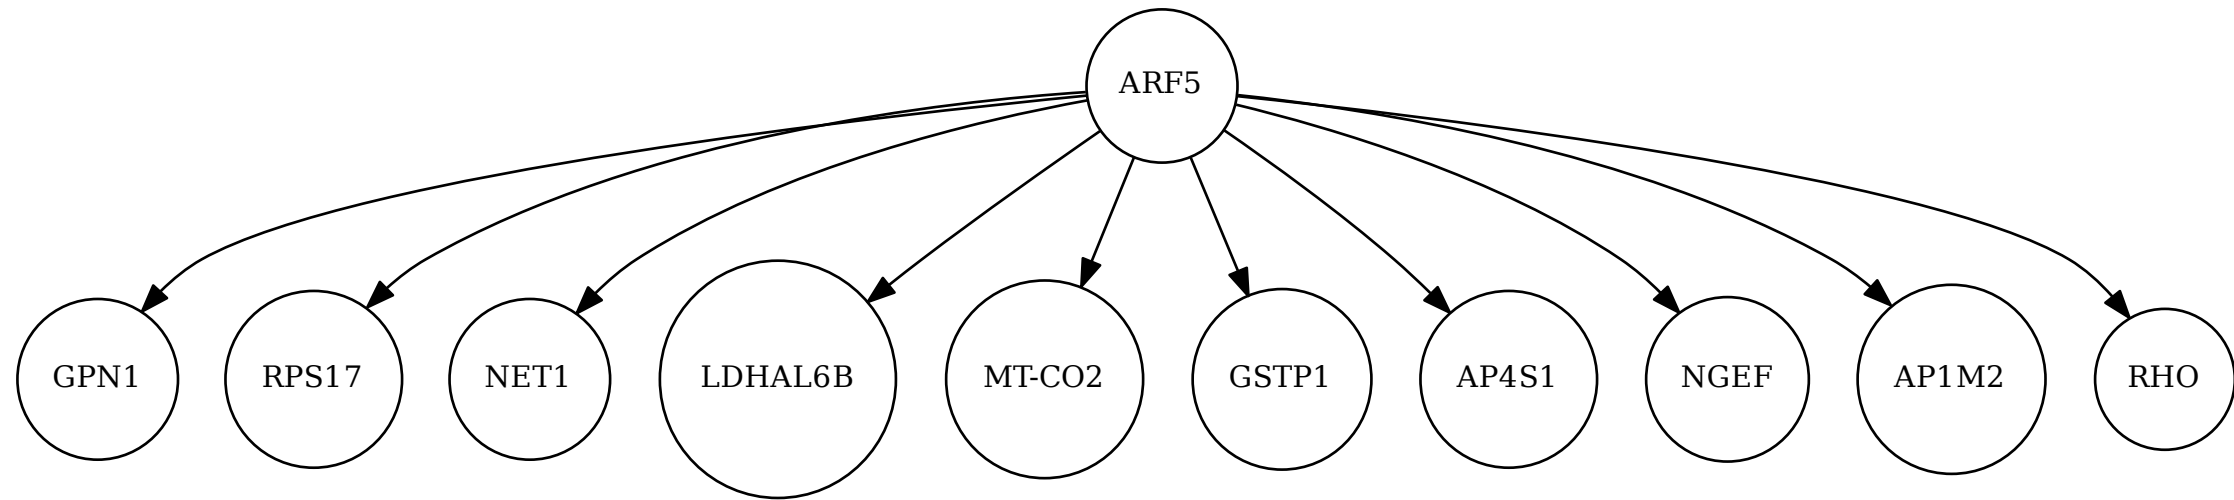 ARF5
GPN1 RPS17 NET1 LDHAL6B MT-CO2 GSTP1 AP4S1 NGEF AP1M2 RHO